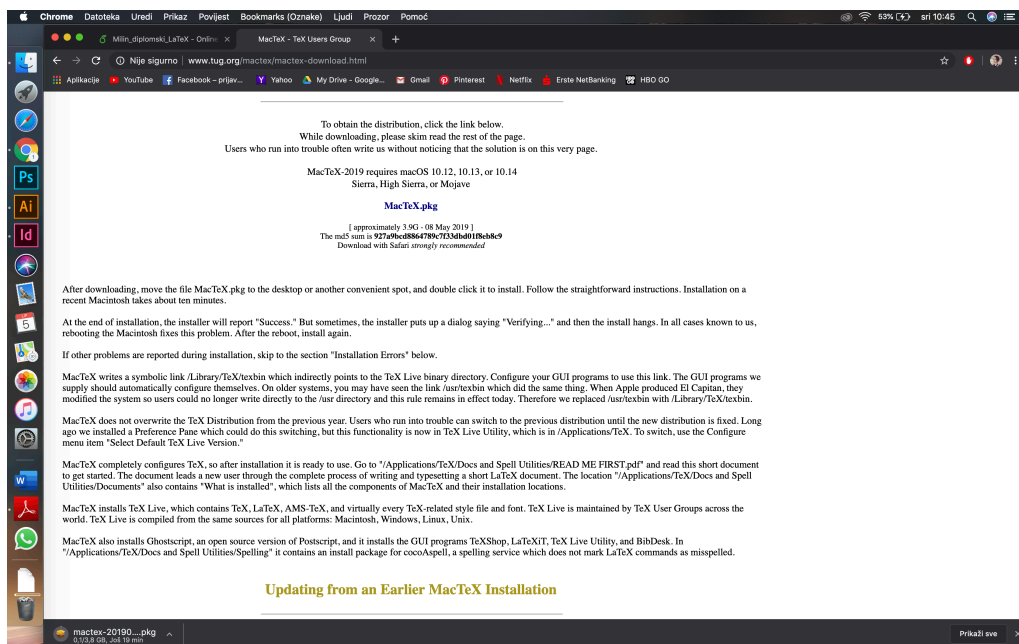 Chrome Datoteka Uredi Prikaz Povijest Bookmarks (Oznake) Ljudi Prozor Pomoć 53% sri 10:45
Milin_diplomski_LaTeX - Online MacTeX - TeX Users Group
Nije sigurno | www.tug.org/mactex/mactex-download.html
Aplikacije YouTube Facebook – prijav... Yahoo My Drive - Google... Gmail Pinterest Netflix Erste NetBanking HBO GO
To obtain the distribution, click the link below.
While downloading, please skim read the rest of the page.
Users who run into trouble often write us without noticing that the solution is on this very page.
MacTeX-2019 requires macOS 10.12, 10.13, or 10.14
Sierra, High Sierra, or Mojave
MacTeX.pkg
[ approximately 3.9G - 08 May 2019 ]
The md5 sum is 927a9bcd8864789c7f33dbd01f8eb8c9
Download with Safari strongly recommended
After downloading, move the file MacTeX.pkg to the desktop or another convenient spot, and double click it to install. Follow the straightforward instructions. Installation on a
recent Macintosh takes about ten minutes.
At the end of installation, the installer will report "Success." But sometimes, the installer puts up a dialog saying "Verifying..." and then the install hangs. In all cases known to us,
rebooting the Macintosh fixes this problem. After the reboot, install again.
If other problems are reported during installation, skip to the section "Installation Errors" below.
MacTeX writes a symbolic link /Library/TeX/texbin which indirectly points to the TeX Live binary directory. Configure your GUI programs to use this link. The GUI programs we
supply should automatically configure themselves. On older systems, you may have seen the link /usr/texbin which did the same thing. When Apple produced El Capitan, they
modified the system so users could no longer write directly to the /usr directory and this rule remains in effect today. Therefore we replaced /usr/texbin with /Library/TeX/texbin.
MacTeX does not overwrite the TeX Distribution from the previous year. Users who run into trouble can switch to the previous distribution until the new distribution is fixed. Long
ago we installed a Preference Pane which could do this switching, but this functionality is now in TeX Live Utility, which is in /Applications/TeX. To switch, use the Configure
menu item "Select Default TeX Live Version."
MacTeX completely configures TeX, so after installation it is ready to use. Go to "/Applications/TeX/Docs and Spell Utilities/READ ME FIRST.pdf" and read this short document
to get started. The document leads a new user through the complete process of writing and typesetting a short LaTeX document. The location "/Applications/TeX/Docs and Spell
Utilities/Documents" also contains "What is installed", which lists all the components of MacTeX and their installation locations.
MacTeX installs TeX Live, which contains TeX, LaTeX, AMS-TeX, and virtually every TeX-related style file and font. TeX Live is maintained by TeX User Groups across the
world. TeX Live is compiled from the same sources for all platforms: Macintosh, Windows, Linux, Unix.
MacTeX also installs Ghostscript, an open source version of Postscript, and it installs the GUI programs TeXShop, LaTeXiT, TeX Live Utility, and BibDesk. In
"/Applications/TeX/Docs and Spell Utilities/Spelling" it contains an install package for cocoAspell, a spelling service which does not mark LaTeX commands as misspelled.
Updating from an Earlier MacTeX Installation
Ps
Ai
Id
5
W
mactex-20190....pkg
0,1/3,8 GB, Još 19 min
Prikaži sve